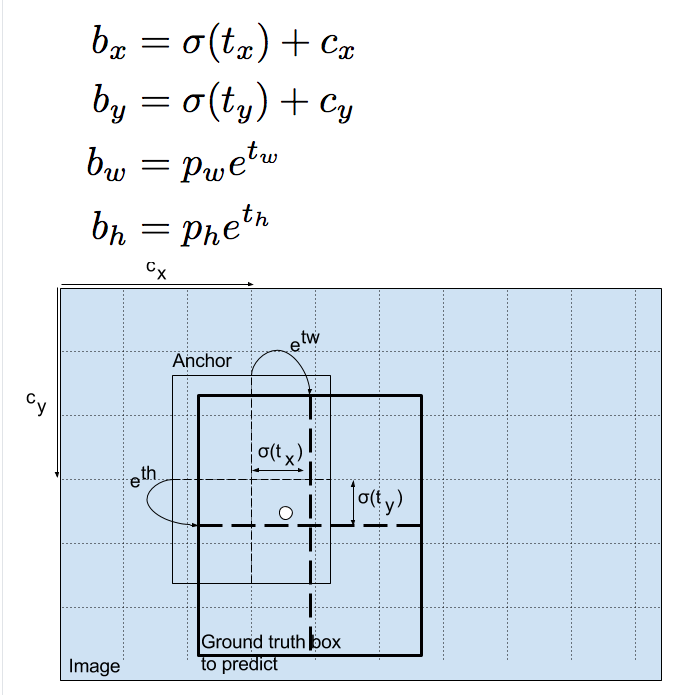 b_x = σ(t_x) + c_x
b_y = σ(t_y) + c_y
b_w = p_w e^{t_w}
b_h = p_h e^{t_h}
c_x
e^{tw}
Anchor
c_y
σ(t_x)
e^{th}
σ(t_y)
Ground truth box
to predict
Image